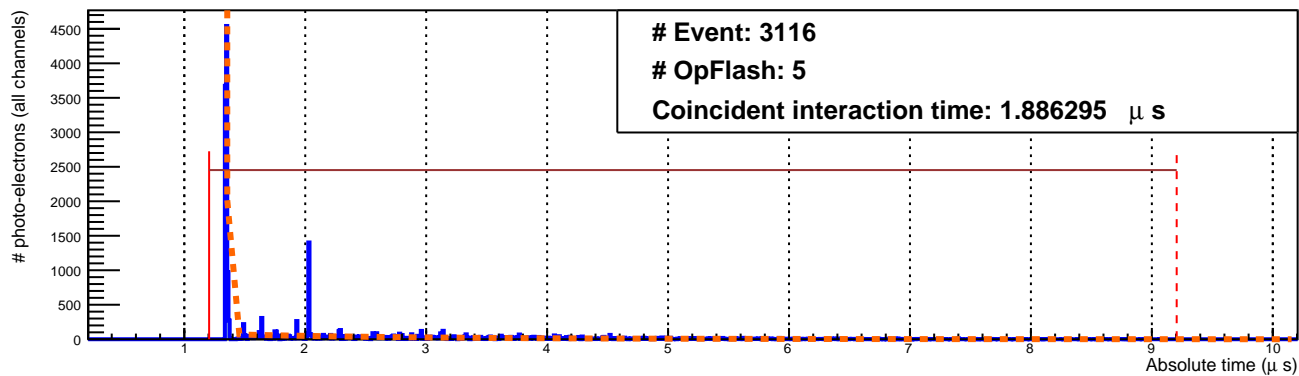 # Event: 3116
# OpFlash: 5
Coincident interaction time: 1.886295 μ s
# photo-electrons (all channels)
4500
4000
3500
3000
2500
2000
1500
1000
500
0
1 2 3 4 5 6 7 8 9 10
Absolute time (μ s)